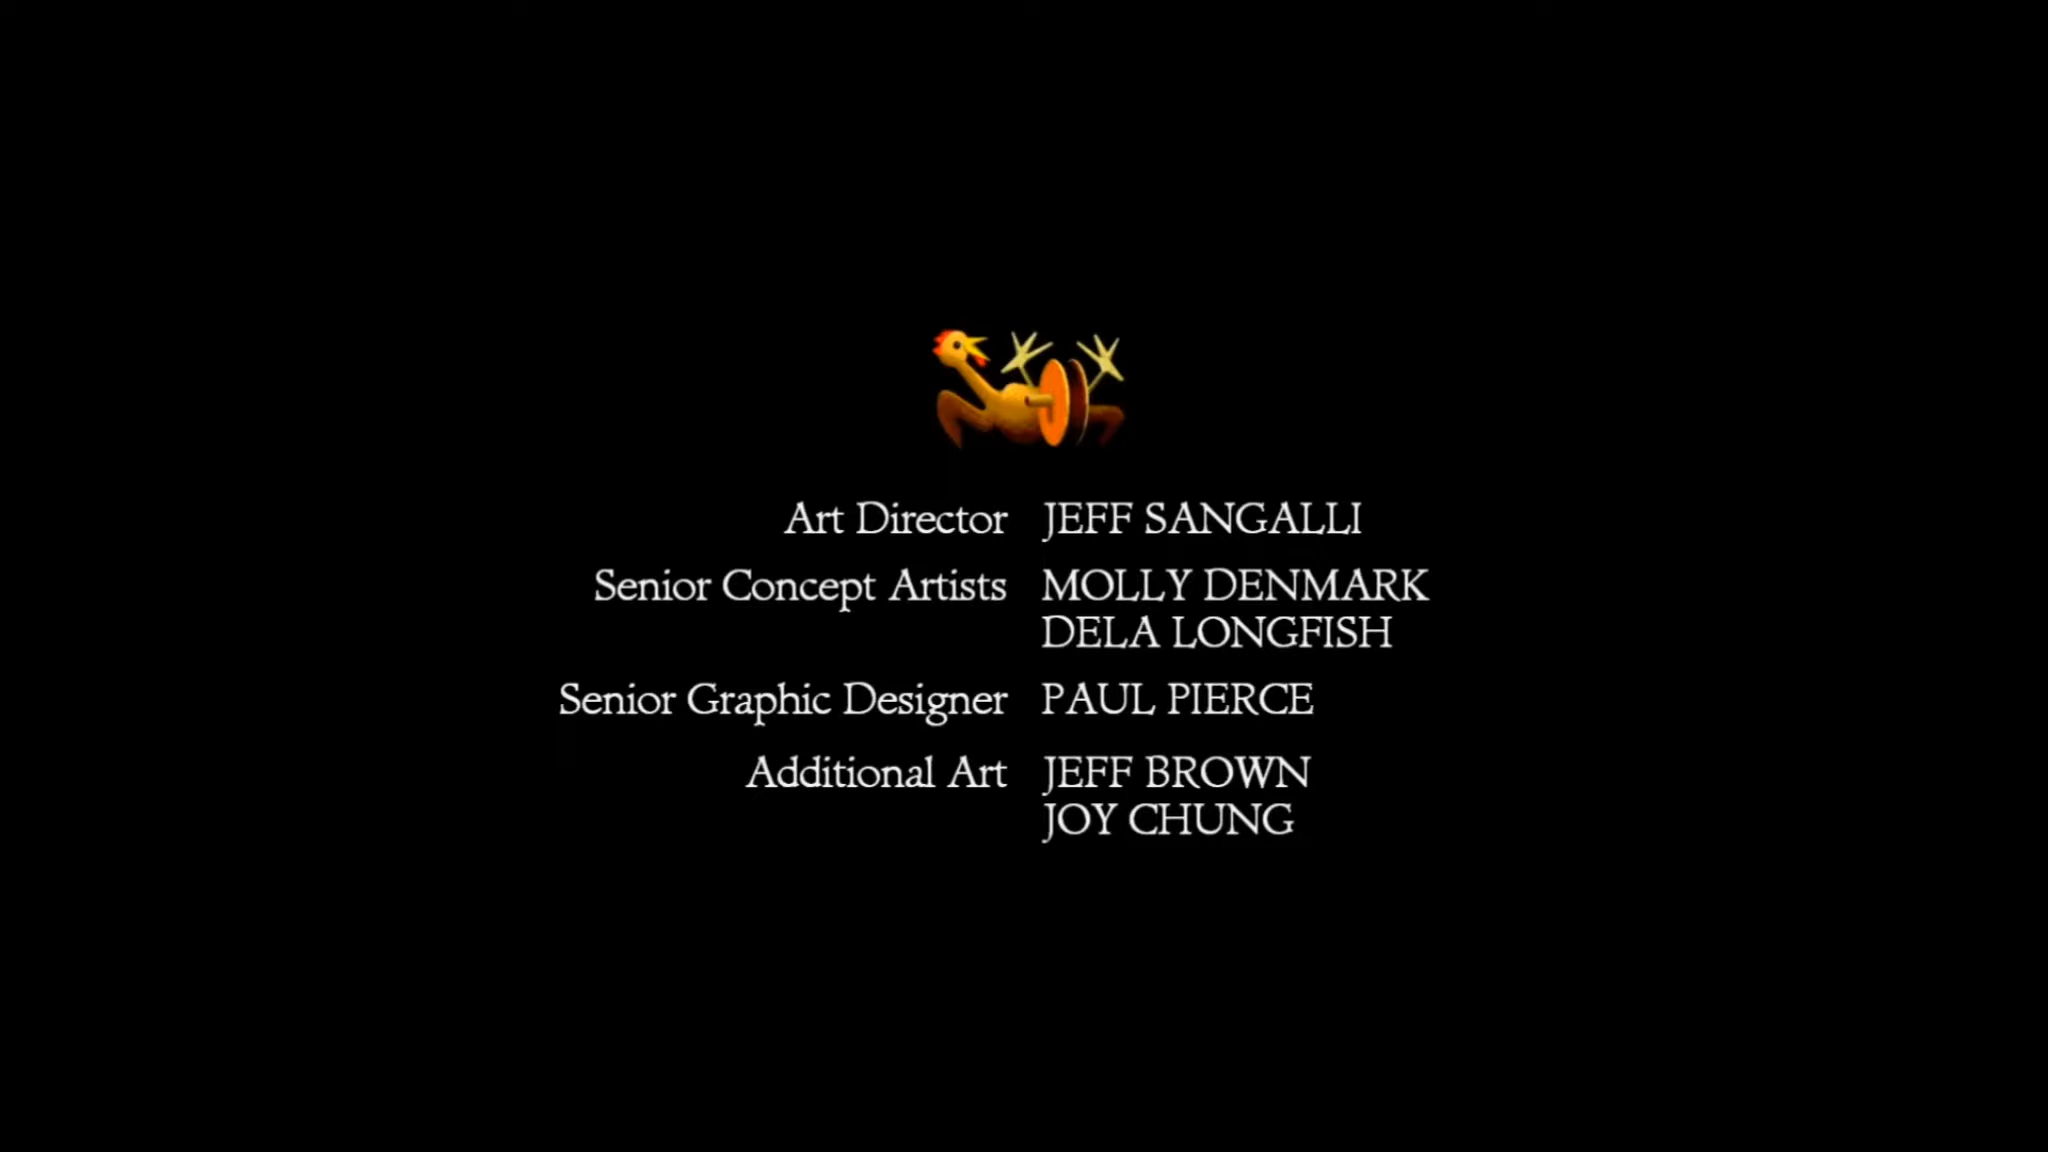 Art Director JEFF SANGALLI
Senior Concept Artists MOLLY DENMARK
DELA LONGFISH
Senior Graphic Designer PAUL PIERCE
Additional Art JEFF BROWN
JOY CHUNG